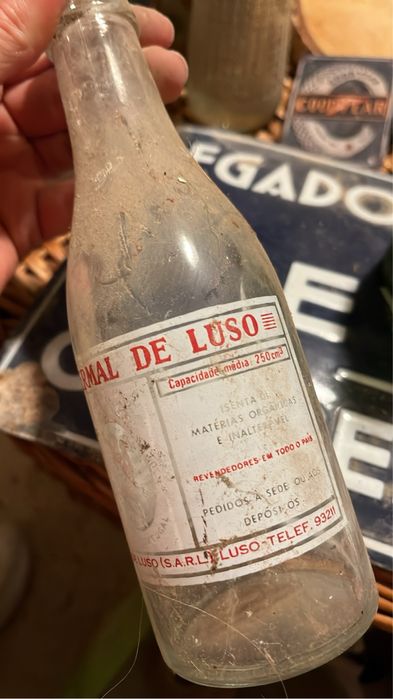 GOODYEAR
EGADO
RMAL DE LUSO
Capacidade média: 250 cm³
ISENTA DE
MATÉRIAS ORGÂNICAS
E INALTERÁVEL
REVENDEDORES EM TODO O PAÍS
PEDIDOS À SEDE OU AOS
DEPÓSITOS
LUSO (S.A.R.L.) LUSO-TELEF. 93211